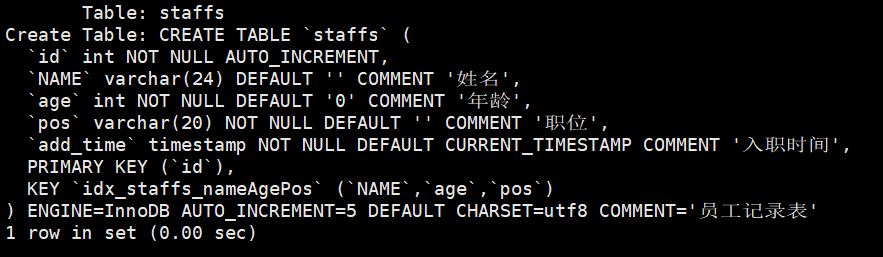 Table: staffs
Create Table: CREATE TABLE `staffs` (
`id` int NOT NULL AUTO_INCREMENT,
`NAME` varchar(24) DEFAULT '' COMMENT '姓名',
`age` int NOT NULL DEFAULT '0' COMMENT '年龄',
`pos` varchar(20) NOT NULL DEFAULT '' COMMENT '职位',
`add_time` timestamp NOT NULL DEFAULT CURRENT_TIMESTAMP COMMENT '入职时间',
PRIMARY KEY (`id`),
KEY `idx_staffs_nameAgePos` (`NAME`,`age`,`pos`)
) ENGINE=InnoDB AUTO_INCREMENT=5 DEFAULT CHARSET=utf8 COMMENT='员工记录表'
1 row in set (0.00 sec)